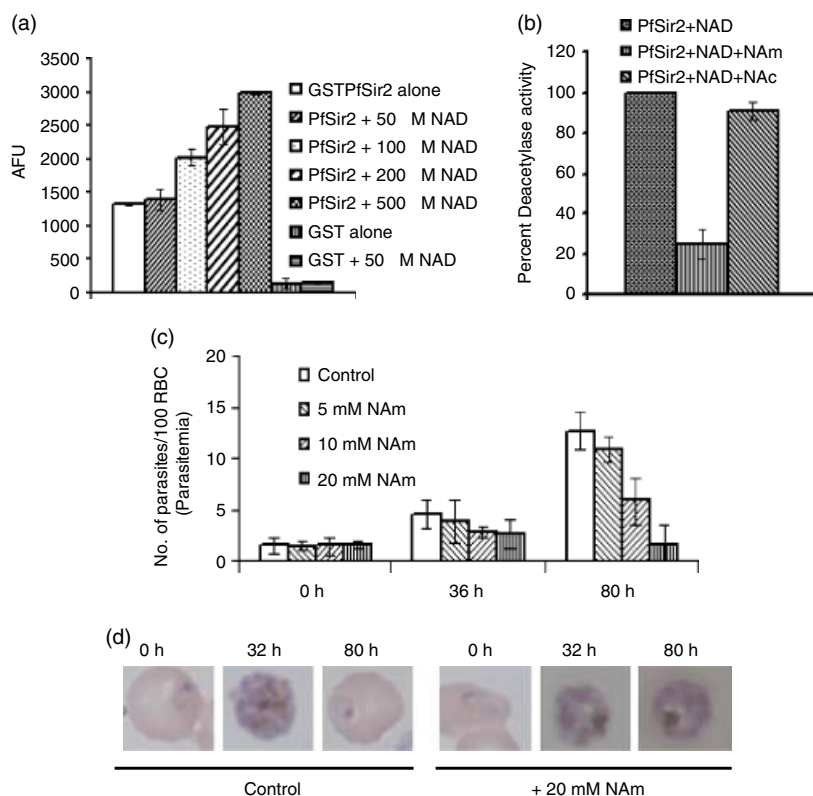 (a)
3500
3000
2500
2000
1500
1000
500
0
AFU
GSTPfSir2 alone
PfSir2 + 50 M NAD
PfSir2 + 100 M NAD
PfSir2 + 200 M NAD
PfSir2 + 500 M NAD
GST alone
GST + 50 M NAD
(b)
PfSir2+NAD
PfSir2+NAD+NAm
PfSir2+NAD+NAc
120
100
80
60
40
20
0
Percent Deacetylase activity
(c)
20
15
10
5
0
No. of parasites/100 RBC
(Parasitemia)
Control
5 mM NAm
10 mM NAm
20 mM NAm
0 h 36 h 80 h
(d)
0 h 32 h 80 h 0 h 32 h 80 h
Control + 20 mM NAm